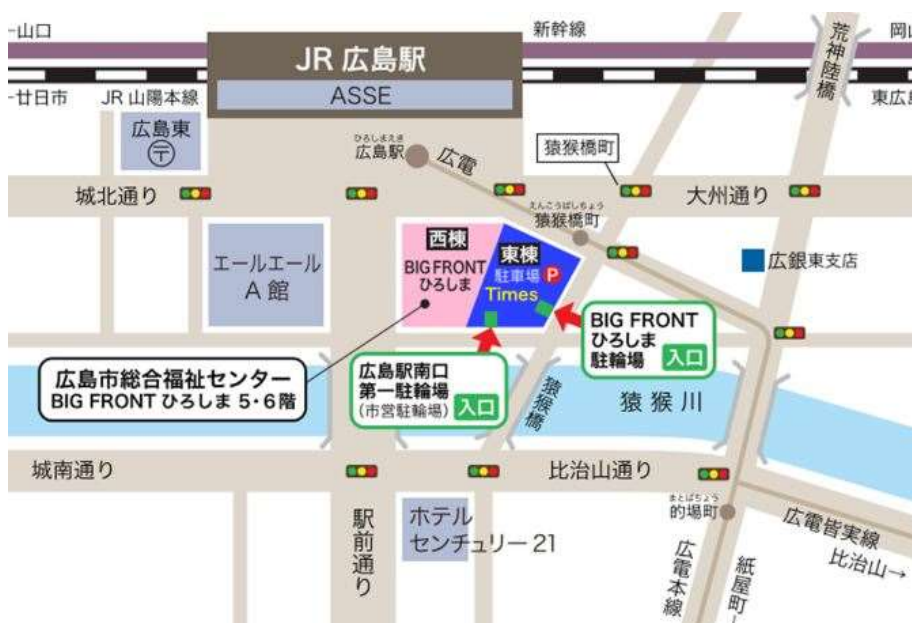 ←山口
新幹線
岡山
JR 広島駅
ASSE
←廿日市
JR 山陽本線
東広島
荒神陸橋
広島東
〒
ひろしまえき
広島駅
広電
猿猴橋町
城北通り
大州通り
えんこうばしちょう
猿猴橋町
エールエール
A 館
西棟
BIG FRONT
ひろしま
東棟
駐車場 P
Times
広銀東支店
BIG FRONT
ひろしま
駐輪場
入口
広島駅南口
第一駐輪場
(市営駐輪場)
入口
広島市総合福祉センター
BIG FRONT ひろしま 5・6 階
猿猴橋
猿猴川
城南通り
比治山通り
まとばちょう
的場町
駅前通り
ホテル
センチュリー 21
広電皆実線
比治山→
広電本線
紙屋町